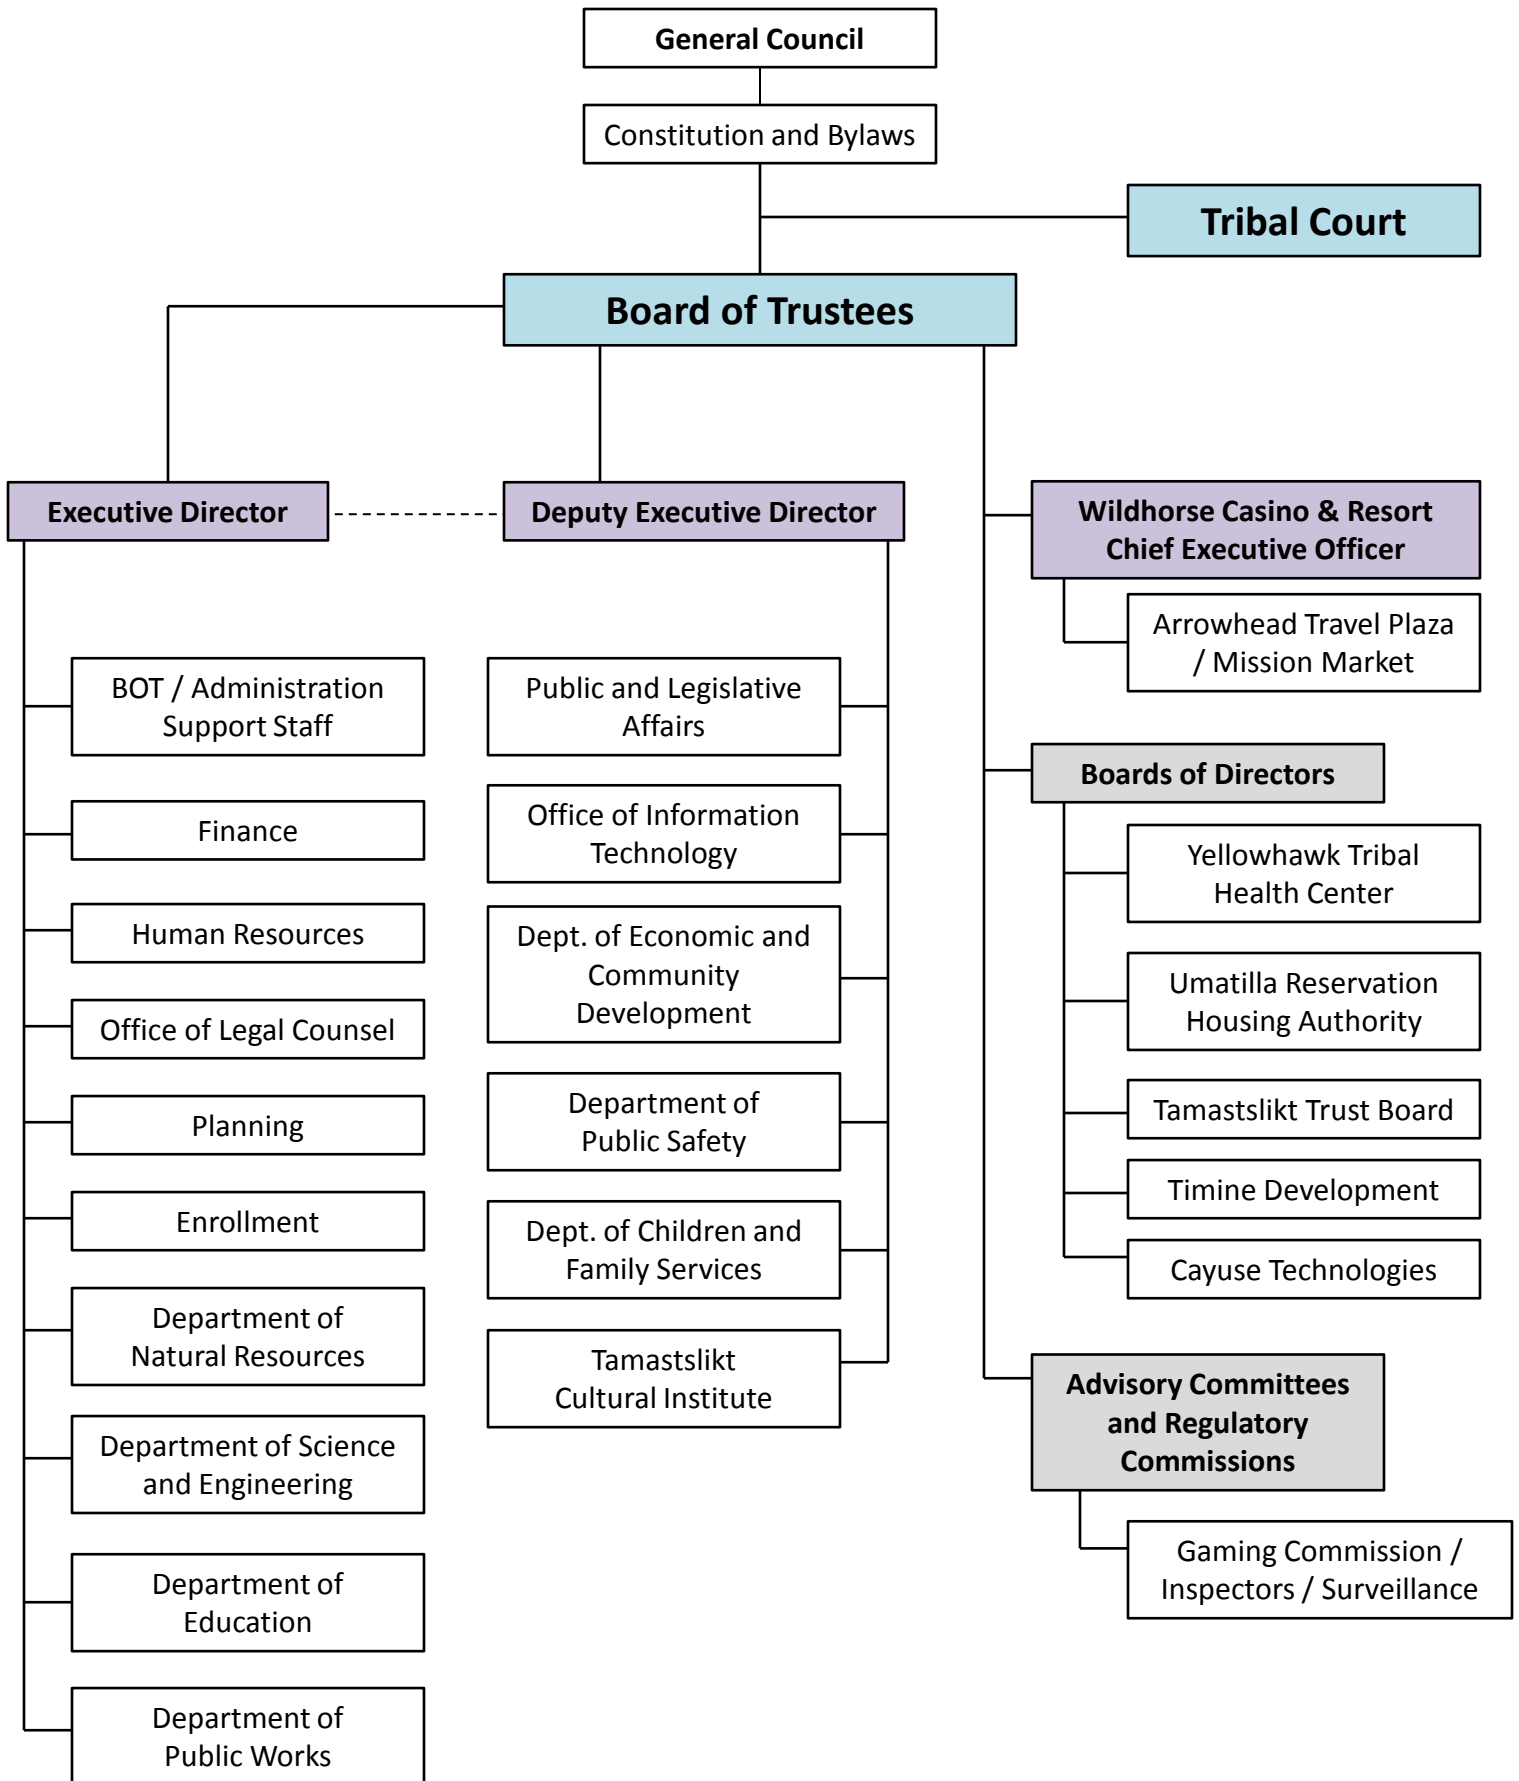 General Council
Constitution and Bylaws
Tribal Court
Board of Trustees
Executive Director
Deputy Executive Director
Wildhorse Casino & Resort
Chief Executive Officer
Arrowhead Travel Plaza
/ Mission Market
BOT / Administration
Support Staff
Finance
Human Resources
Office of Legal Counsel
Planning
Enrollment
Department of
Natural Resources
Department of Science
and Engineering
Department of
Education
Department of
Public Works
Public and Legislative
Affairs
Office of Information
Technology
Dept. of Economic and
Community
Development
Department of
Public Safety
Dept. of Children and
Family Services
Tamastslikt
Cultural Institute
Boards of Directors
Yellowhawk Tribal
Health Center
Umatilla Reservation
Housing Authority
Tamastslikt Trust Board
Timine Development
Cayuse Technologies
Advisory Committees
and Regulatory
Commissions
Gaming Commission /
Inspectors / Surveillance